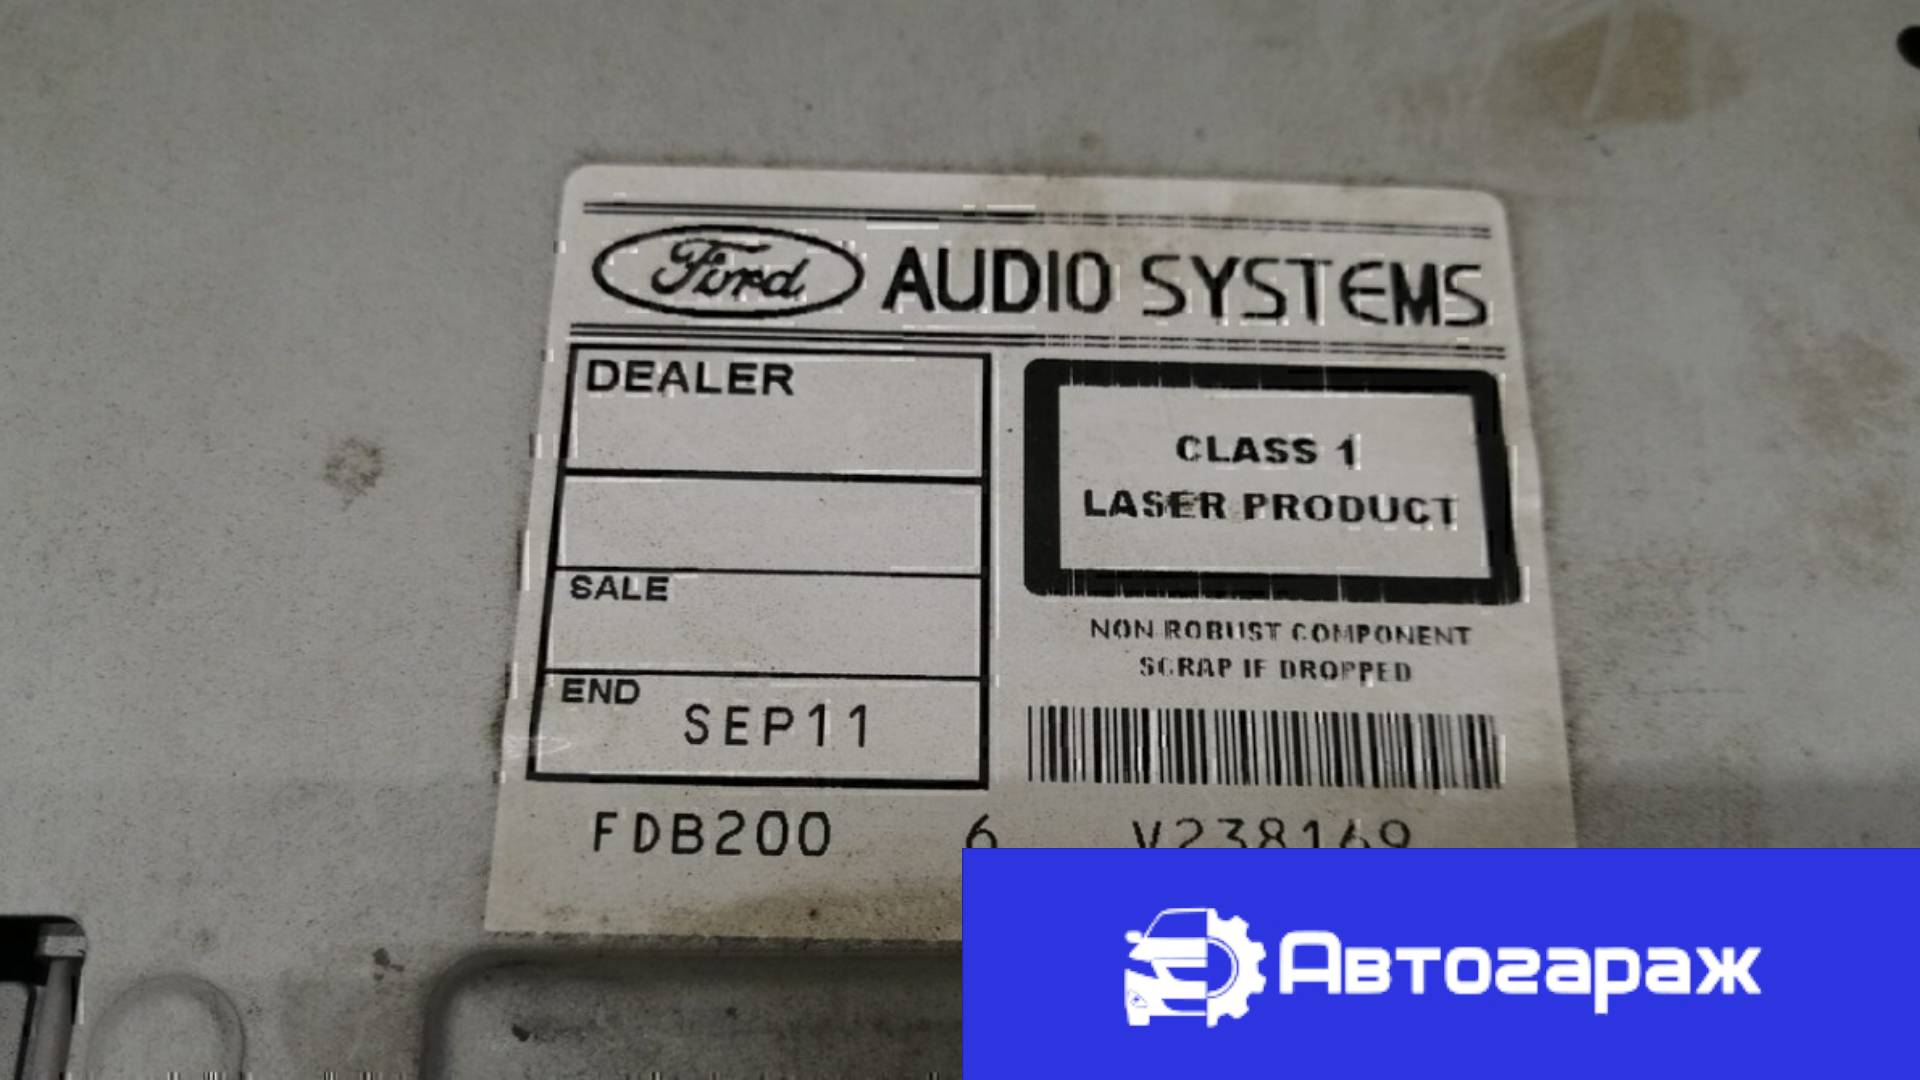 Ford AUDIO SYSTEMS
DEALER
SALE
END SEP11
CLASS 1
LASER PRODUCT
NON ROBUST COMPONENT
SCRAP IF DROPPED
FDB200 6 V238169
Автогараж